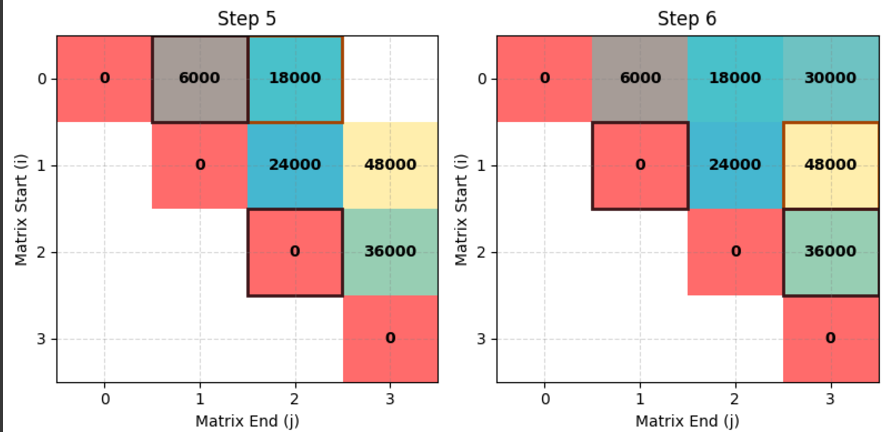 Step 5
Matrix Start (i)
0 0 6000 18000
1 0 24000 48000
2 0 36000
3 0
0 1 2 3
Matrix End (j)
Step 6
Matrix Start (i)
0 0 6000 18000 30000
1 0 24000 48000
2 0 36000
3 0
0 1 2 3
Matrix End (j)